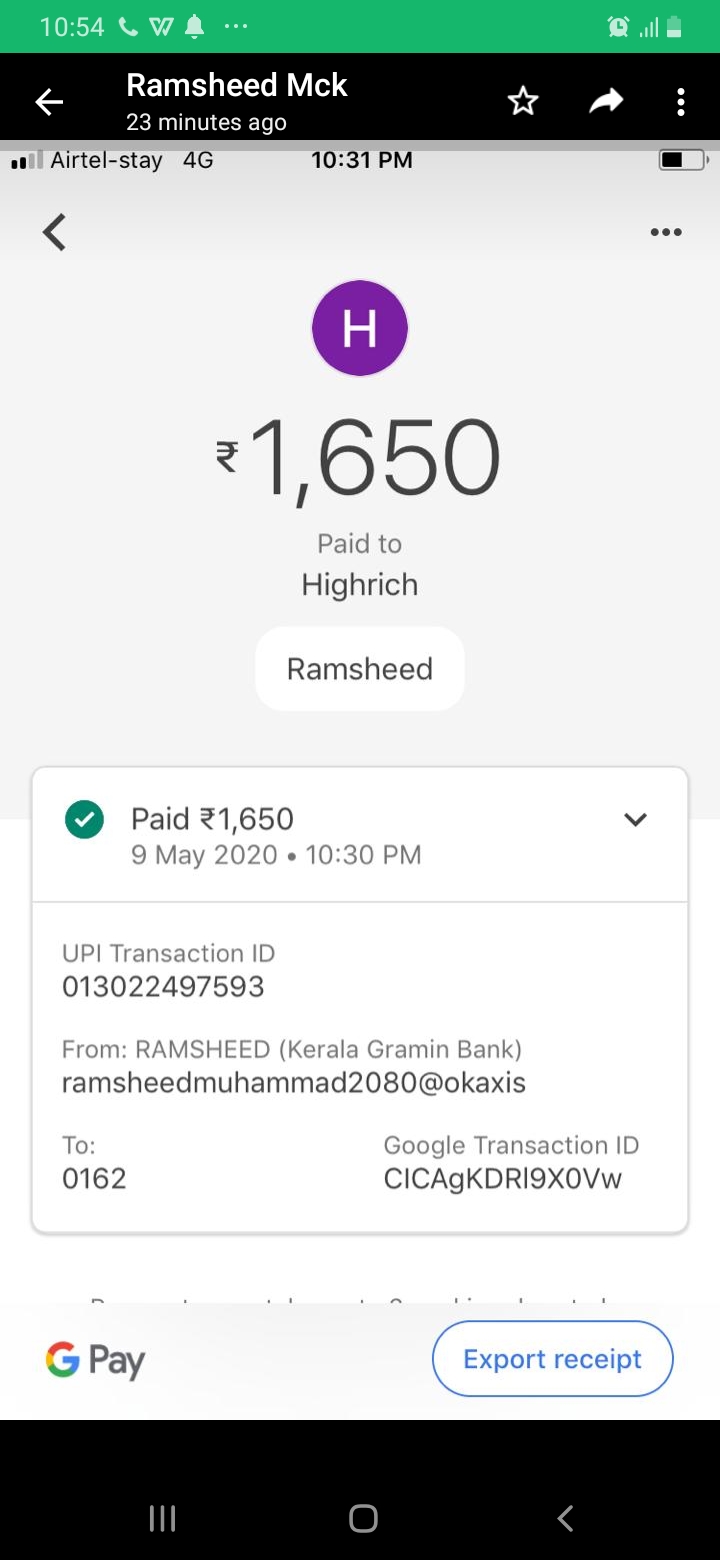 10:54
Ramsheed Mck
23 minutes ago
Airtel-stay 4G 10:31 PM
H
₹1,650
Paid to
Highrich
Ramsheed
Paid ₹1,650
9 May 2020 • 10:30 PM
UPI Transaction ID
013022497593
From: RAMSHEED (Kerala Gramin Bank)
ramsheedmuhammad2080@okaxis
To: Google Transaction ID
0162 CICAgKDRl9X0Vw
G Pay Export receipt